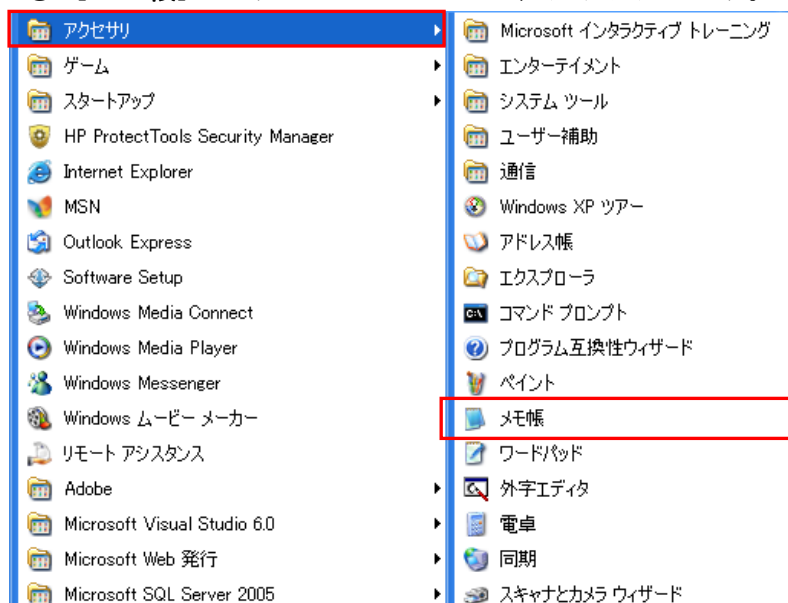 アクセサリ
ゲーム
スタートアップ
HP ProtectTools Security Manager
Internet Explorer
MSN
Outlook Express
Software Setup
Windows Media Connect
Windows Media Player
Windows Messenger
Windows ムービー メーカー
リモート アシスタンス
Adobe
Microsoft Visual Studio 6.0
Microsoft Web 発行
Microsoft SQL Server 2005
Microsoft インタラクティブ トレーニング
エンターテイメント
システム ツール
ユーザー補助
通信
Windows XP ツアー
アドレス帳
エクスプローラ
コマンド プロンプト
プログラム互換性ウィザード
ペイント
メモ帳
ワードパッド
外字エディタ
電卓
同期
スキャナとカメラ ウィザード